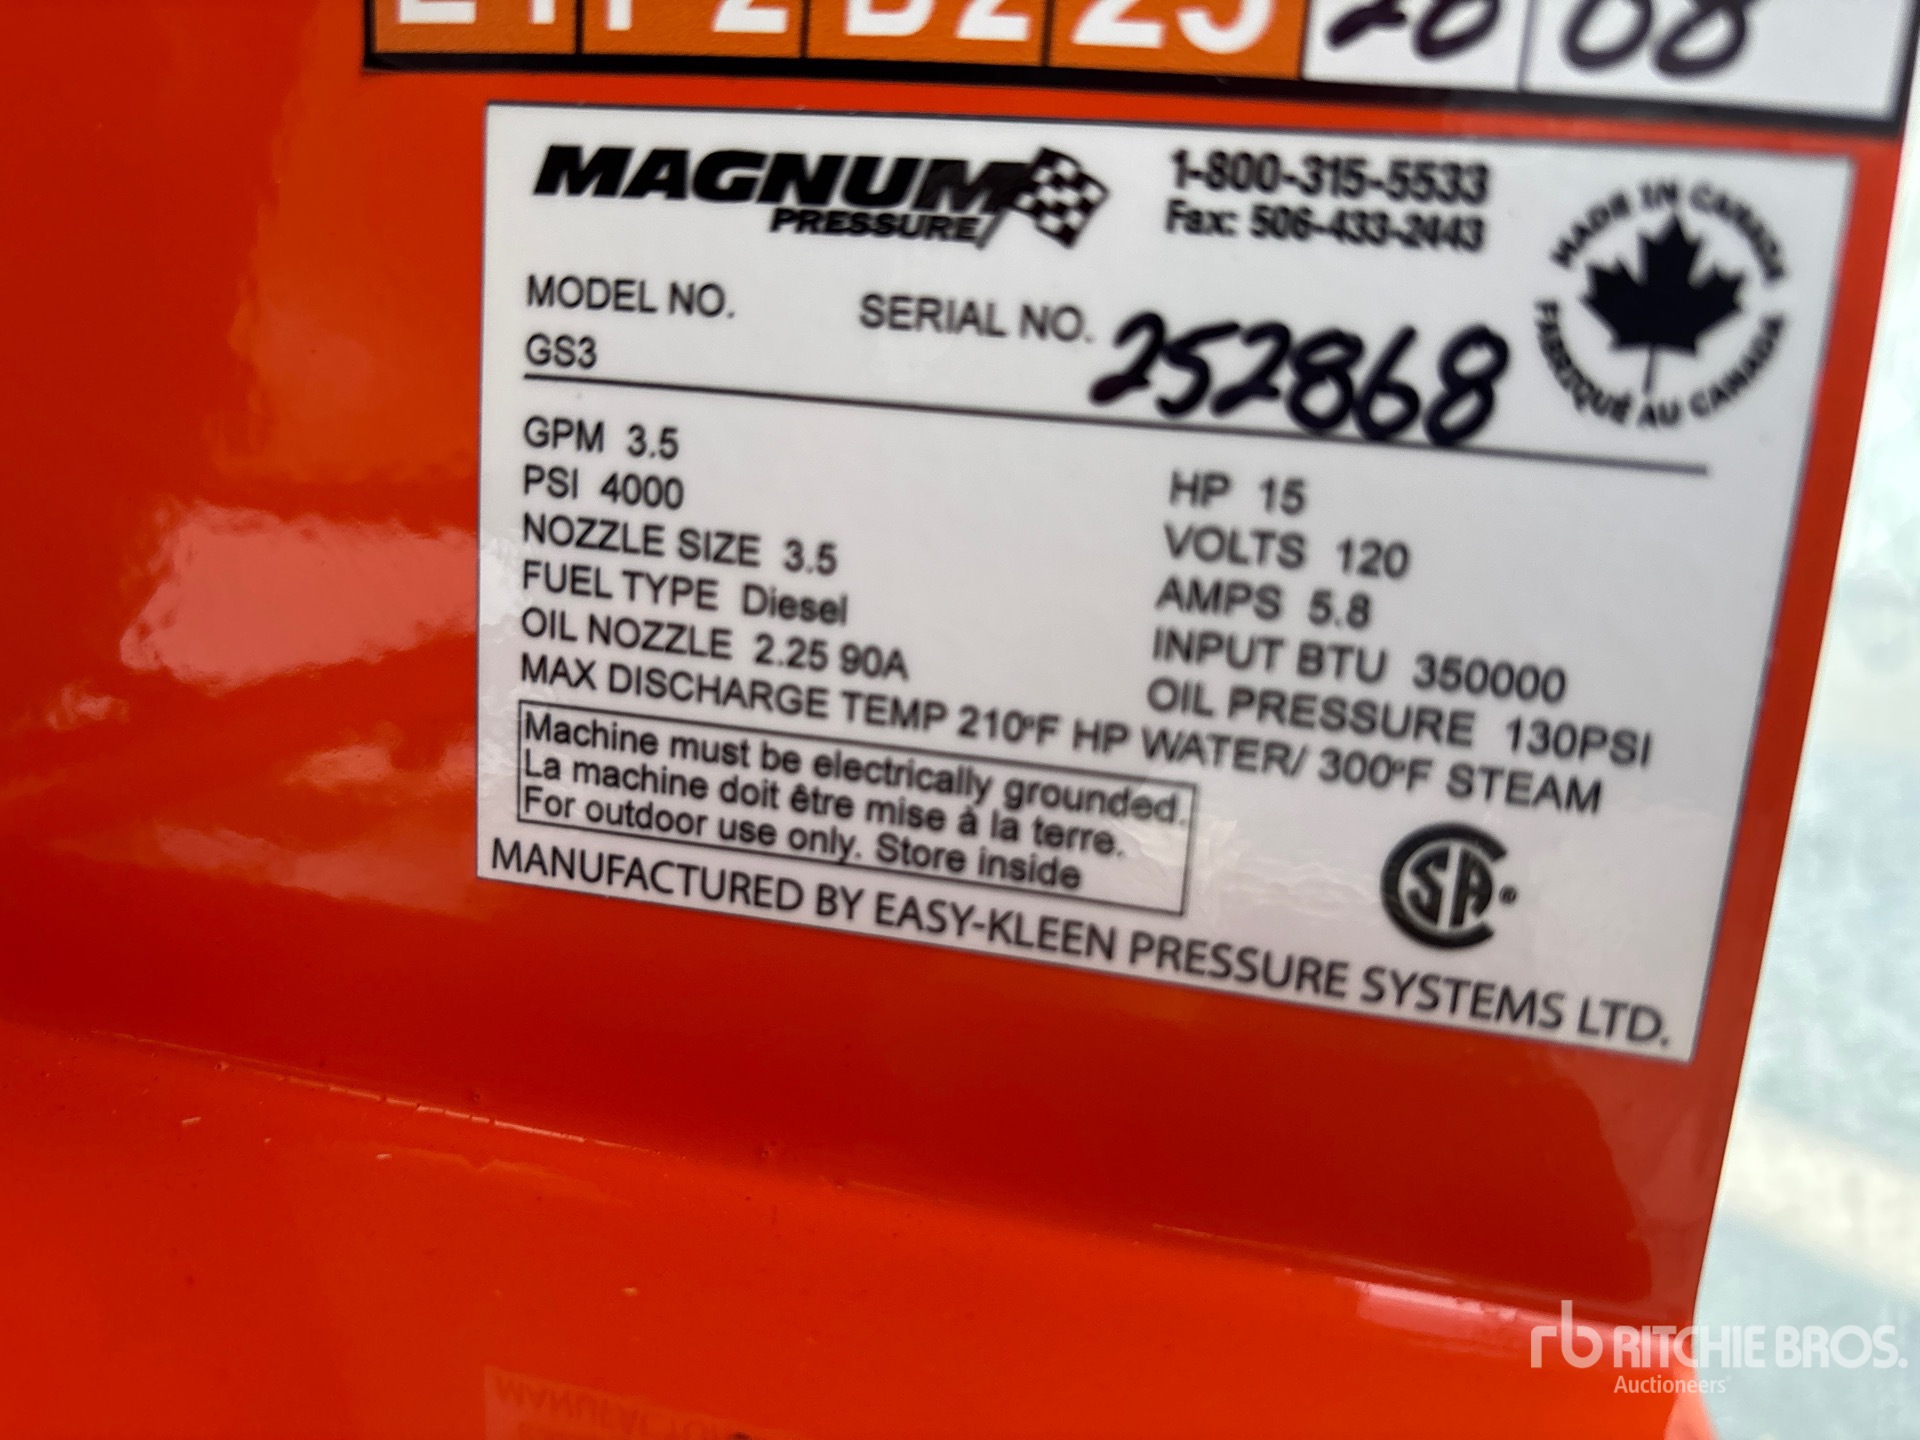 MAGNUM
PRESSURE
1-800-315-5533
Fax: 506-433-2443
MADE IN CANADA
FABRIQUÉ AU CANADA
MODEL NO.
GS3
SERIAL NO. 252868
GPM 3.5
PSI 4000
NOZZLE SIZE 3.5
FUEL TYPE Diesel
OIL NOZZLE 2.25 90A
HP 15
VOLTS 120
AMPS 5.8
INPUT BTU 350000
OIL PRESSURE 130PSI
MAX DISCHARGE TEMP 210°F HP WATER/ 300°F STEAM
Machine must be electrically grounded.
La machine doit être mise à la terre.
For outdoor use only. Store inside
CSA®
MANUFACTURED BY EASY-KLEEN PRESSURE SYSTEMS LTD.
rb RITCHIE BROS.
Auctioneers